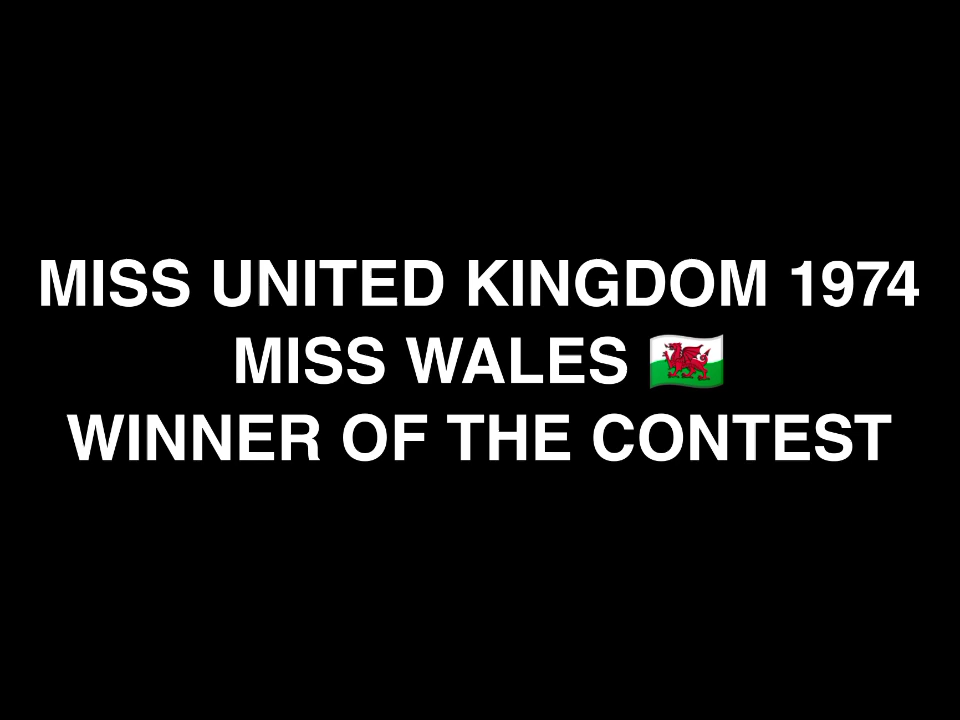 MISS UNITED KINGDOM 1974
MISS WALES 🏴󠁧󠁢󠁷󠁬󠁳󠁿
WINNER OF THE CONTEST